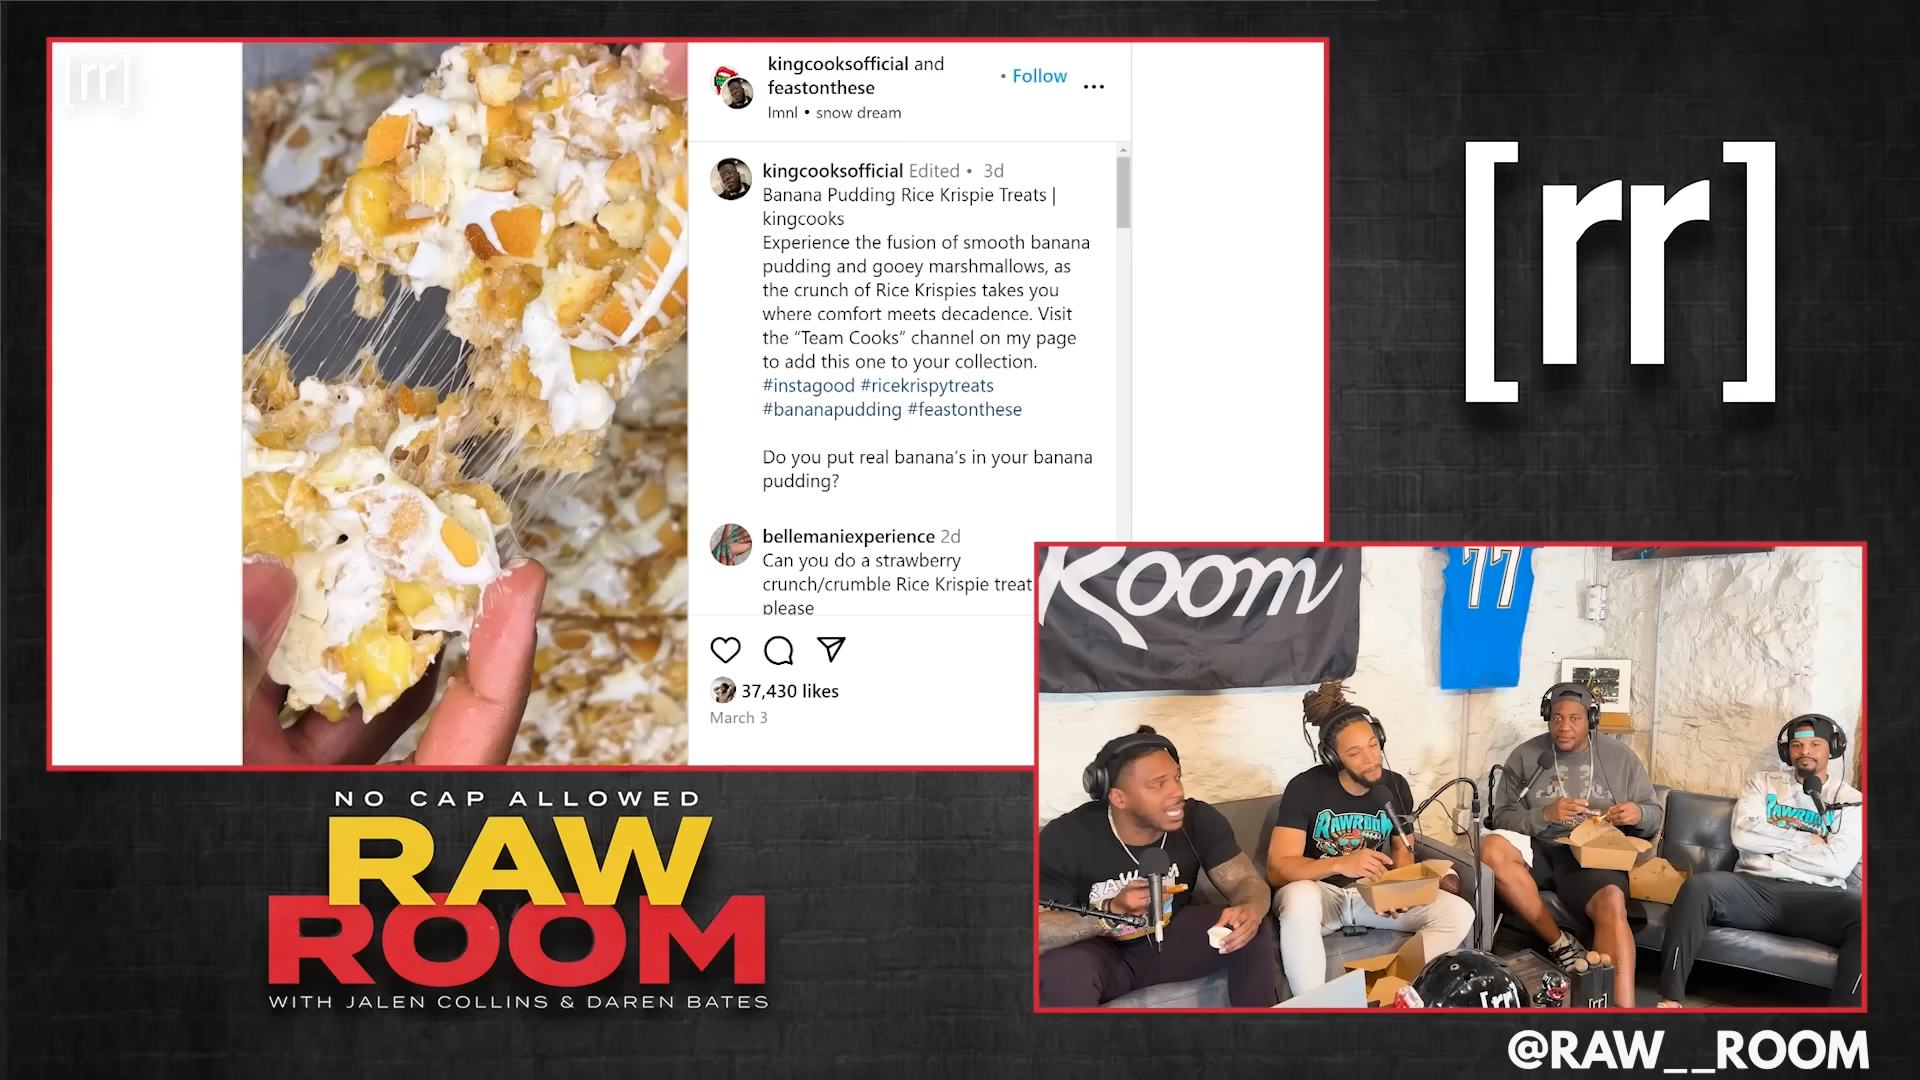 [rr]
kingcooksofficial and
feastonthese
• Follow
...
lmnl • snow dream
kingcooksofficial Edited • 3d
Banana Pudding Rice Krispie Treats |
kingcooks
Experience the fusion of smooth banana
pudding and gooey marshmallows, as
the crunch of Rice Krispies takes you
where comfort meets decadence. Visit
the “Team Cooks” channel on my page
to add this one to your collection.
#instagood #ricekrispytreats
#bananapudding #feastonthese
Do you put real banana’s in your banana
pudding?
bellemaniexperience 2d
Can you do a strawberry
crunch/crumble Rice Krispie treat
please
37,430 likes
March 3
[rr]
Room
77
RAWROOM
RAWROOM
[rr]
[rr]
NO CAP ALLOWED
RAW
ROOM
WITH JALEN COLLINS & DAREN BATES
@RAW__ROOM